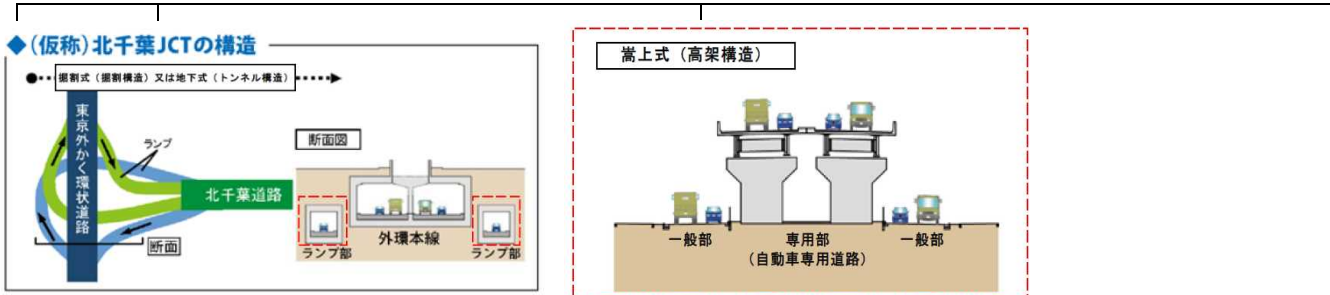 ◆(仮称)北千葉JCTの構造
●・・・掘割式(掘割構造)又は地下式(トンネル構造)・・・・・▶
東京外かく環状道路
ランプ
北千葉道路
断面
断面図
ランプ部
外環本線
ランプ部
嵩上式(高架構造)
一般部
専用部
(自動車専用道路)
一般部